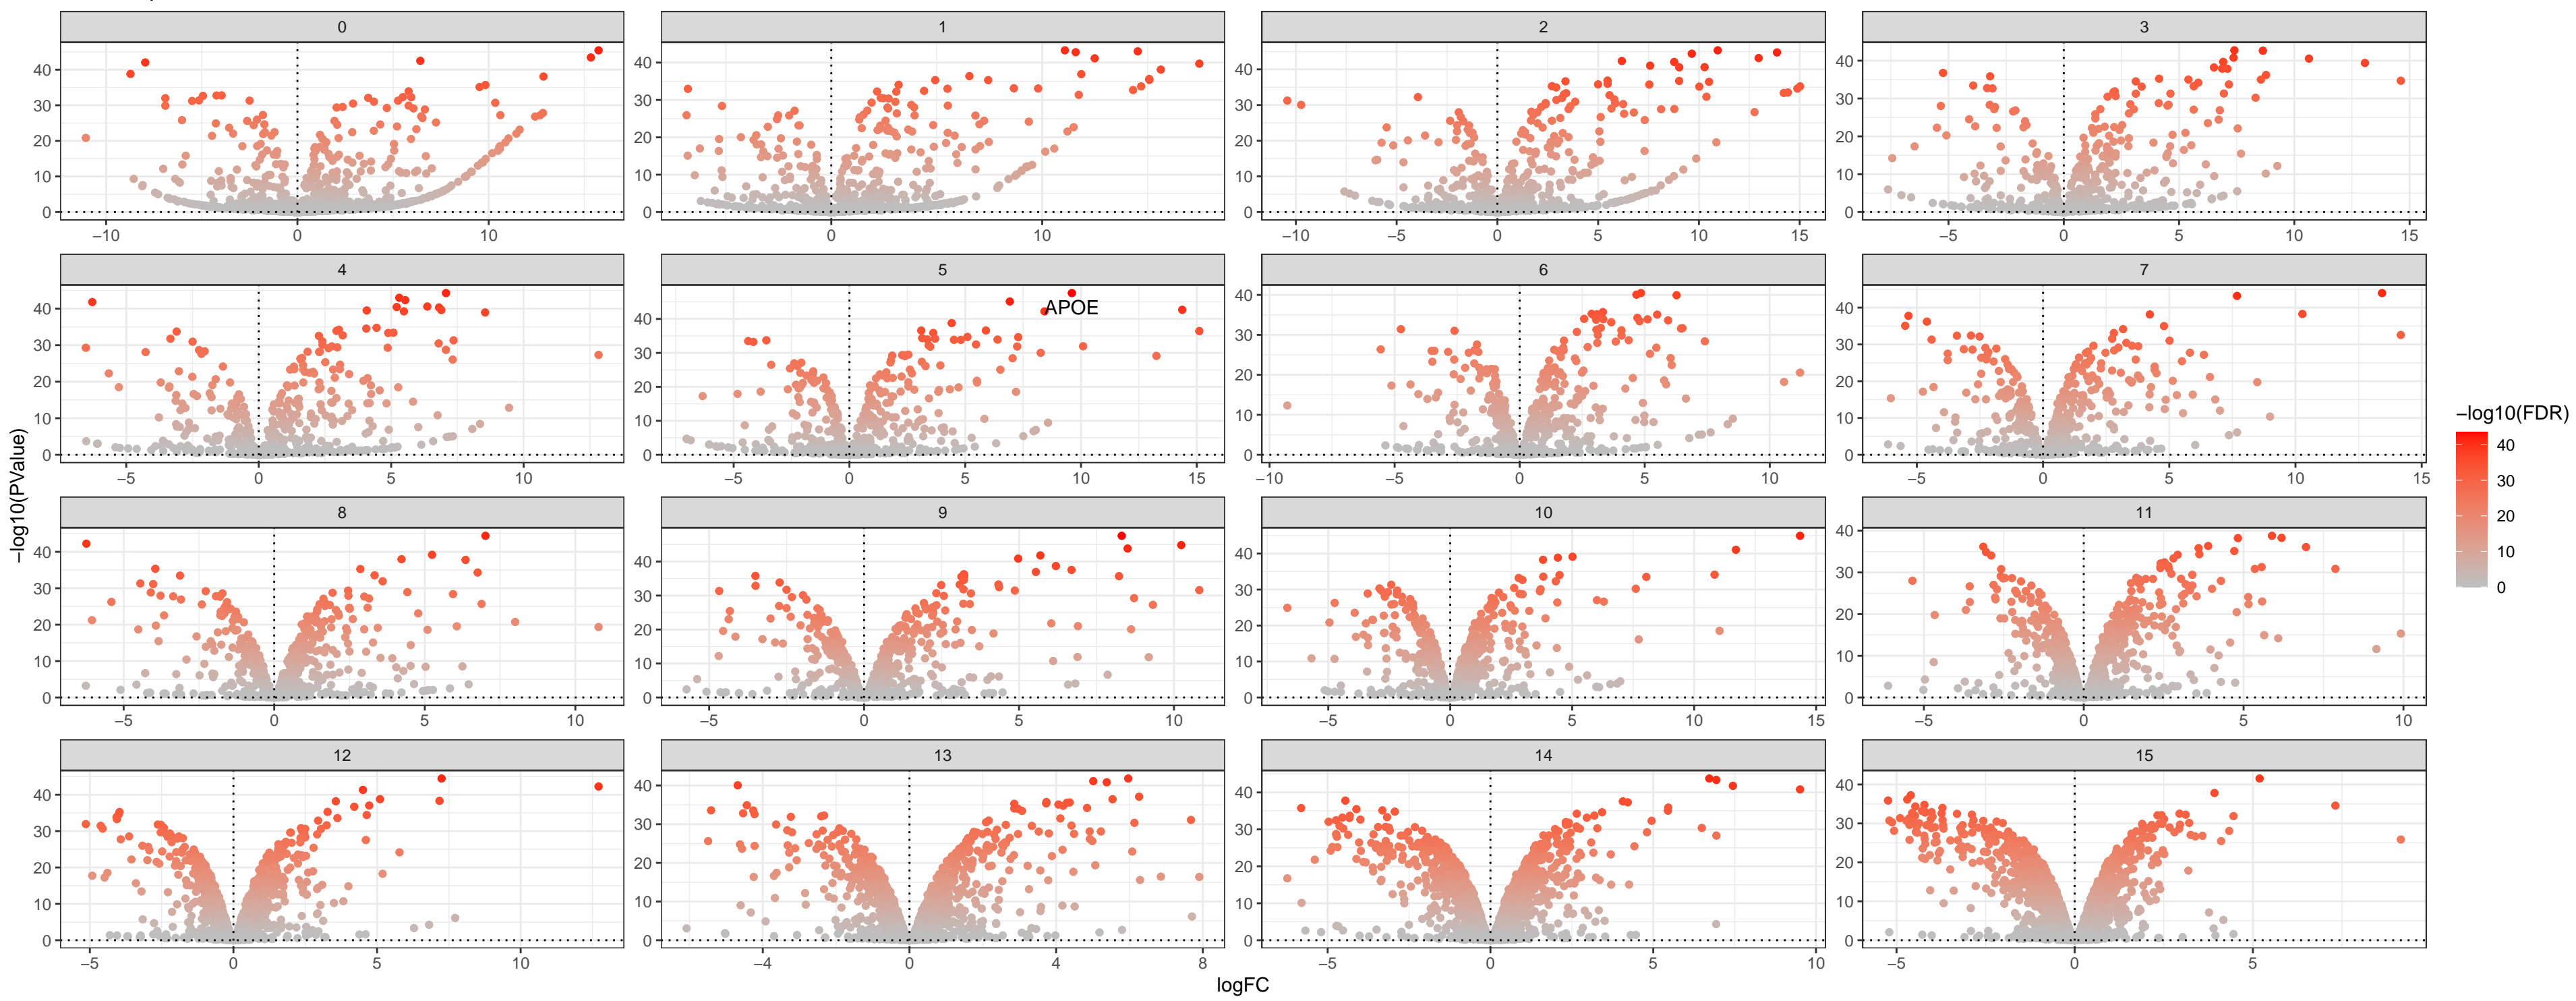 0 1 2 3
40 40 40 40
30 30 30 30
20 20 20 20
10 10 10 10
0 0 0 0
−10 0 10 0 10 −10 −5 0 5 10 15 −5 0 5 10 15
4 5 6 7
40 40 40 40
APOE
30 30 30 30
20 20 20 20
10 10 10 10
0 0 0 0
−5 0 5 10 −5 0 5 10 15 −10 −5 0 5 10 −5 0 5 10 15
8 9 10 11
40 40 40 40
30 30 30 30
20 20 20 20
10 10 10 10
0 0 0 0
−5 0 5 10 −5 0 5 10 −5 0 5 10 15 −5 0 5 10
12 13 14 15
40 40 40 40
30 30 30 30
20 20 20 20
10 10 10 10
0 0 0 0
−5 0 5 10 −4 0 4 8 −5 0 5 10 −5 0 5
logFC
−log10(PValue)
−log10(FDR)
40
30
20
10
0